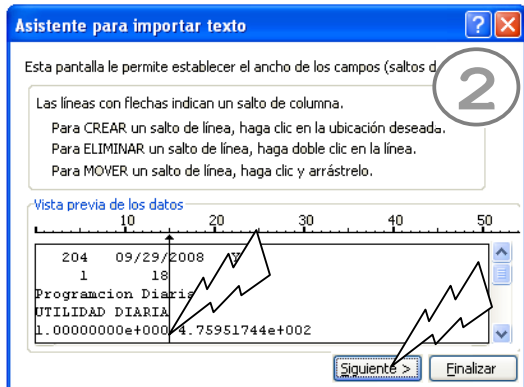 Asistente para importar texto
2
Esta pantalla le permite establecer el ancho de los campos (saltos d
Las líneas con flechas indican un salto de columna.
Para CREAR un salto de línea, haga clic en la ubicación deseada.
Para ELIMINAR un salto de línea, haga doble clic en la línea.
Para MOVER un salto de línea, haga clic y arrástrelo.
Vista previa de los datos
10 20 30 40 50
204 09/29/2008 Y
1 18
Programcion Diaria
UTILIDAD DIARIA
1.00000000e+000 4.75951744e+002
Siguiente > Finalizar